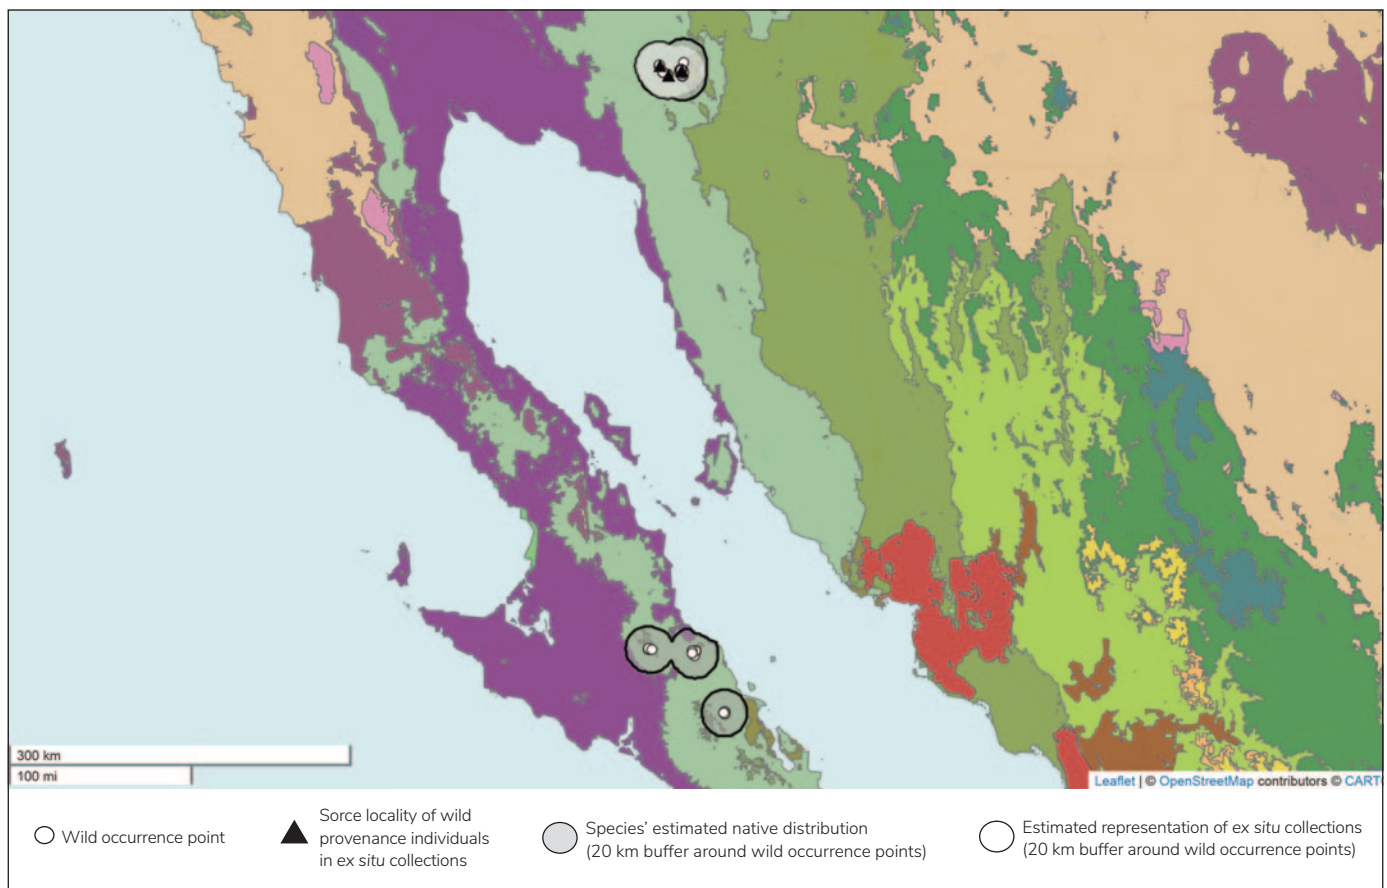 300 km
100 mi
Leaflet | © OpenStreetMap contributors © CART
Wild occurrence point
Sorce locality of wild
provenance individuals
in ex situ collections
Species' estimated native distribution
(20 km buffer around wild occurrence points)
Estimated representation of ex situ collections
(20 km buffer around wild occurrence points)